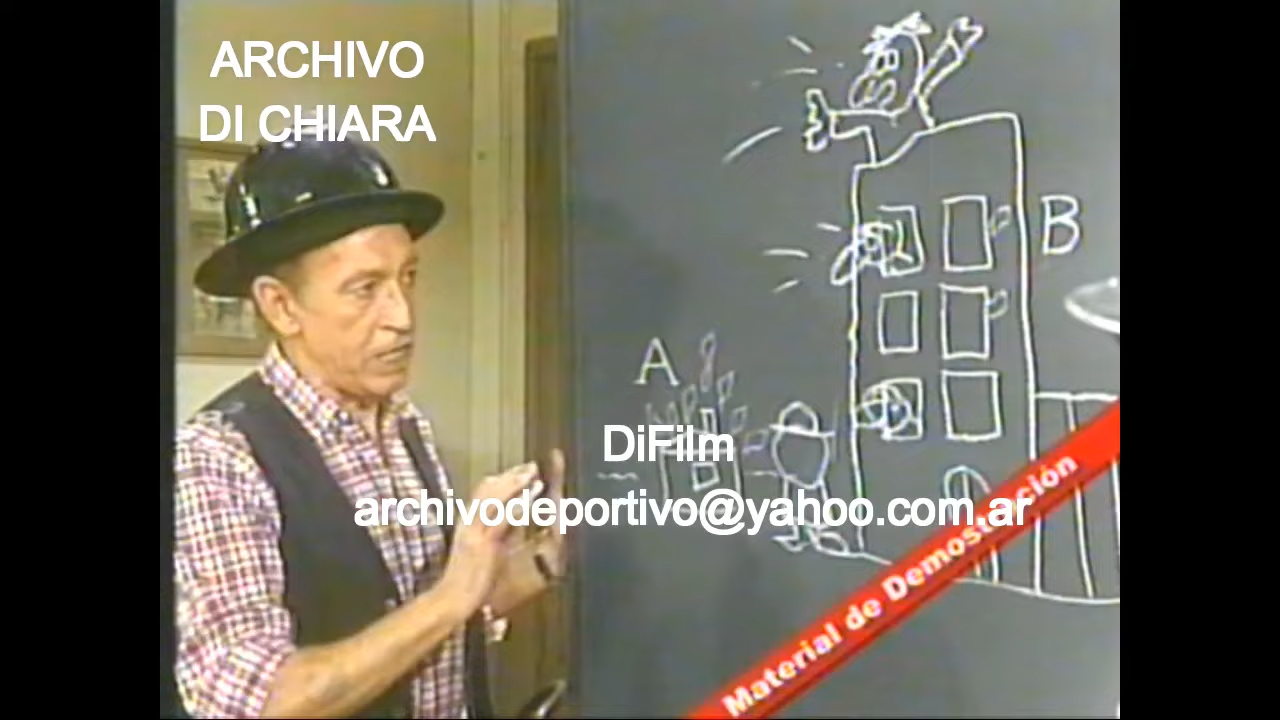 ARCHIVO
DI CHIARA
B
A
DiFilm
archivodeportivo@yahoo.com.ar
Material de Demostración